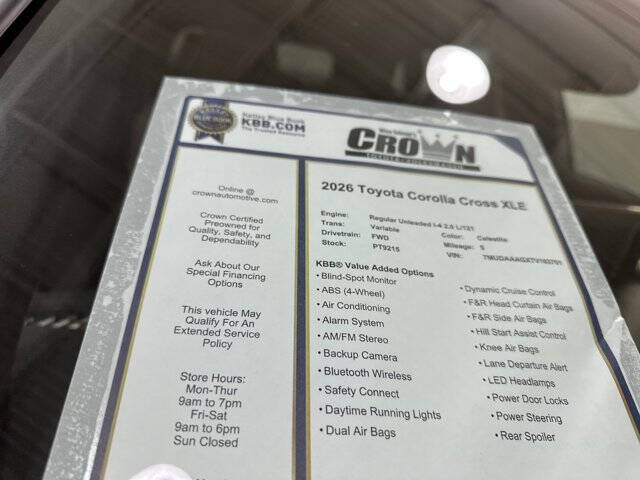 Kelley Blue Book
KBB.COM
The Trusted Resource
BLUE BOOK
CROWN
TOYOTA • VOLKSWAGEN
Online @
crownautomotive.com
Crown Certified
Preowned for
Quality, Safety, and
Dependability
Ask About Our
Special Financing
Options
This vehicle May
Qualify For An
Extended Service
Policy
Store Hours:
Mon-Thur
9am to 7pm
Fri-Sat
9am to 6pm
Sun Closed
2026 Toyota Corolla Cross XLE
Engine: Regular Unleaded I-4 2.0 L/121
Trans: Variable
Drivetrain: FWD
Stock: PT9215
Color: Celestite
Mileage: 5
VIN:
KBB® Value Added Options
• Blind-Spot Monitor
• ABS (4-Wheel)
• Air Conditioning
• Alarm System
• AM/FM Stereo
• Backup Camera
• Bluetooth Wireless
• Safety Connect
• Daytime Running Lights
• Dual Air Bags
• Dynamic Cruise Control
• F&R Head Curtain Air Bags
• F&R Side Air Bags
• Hill Start Assist Control
• Knee Air Bags
• Lane Departure Alert
• LED Headlamps
• Power Door Locks
• Power Steering
• Rear Spoiler